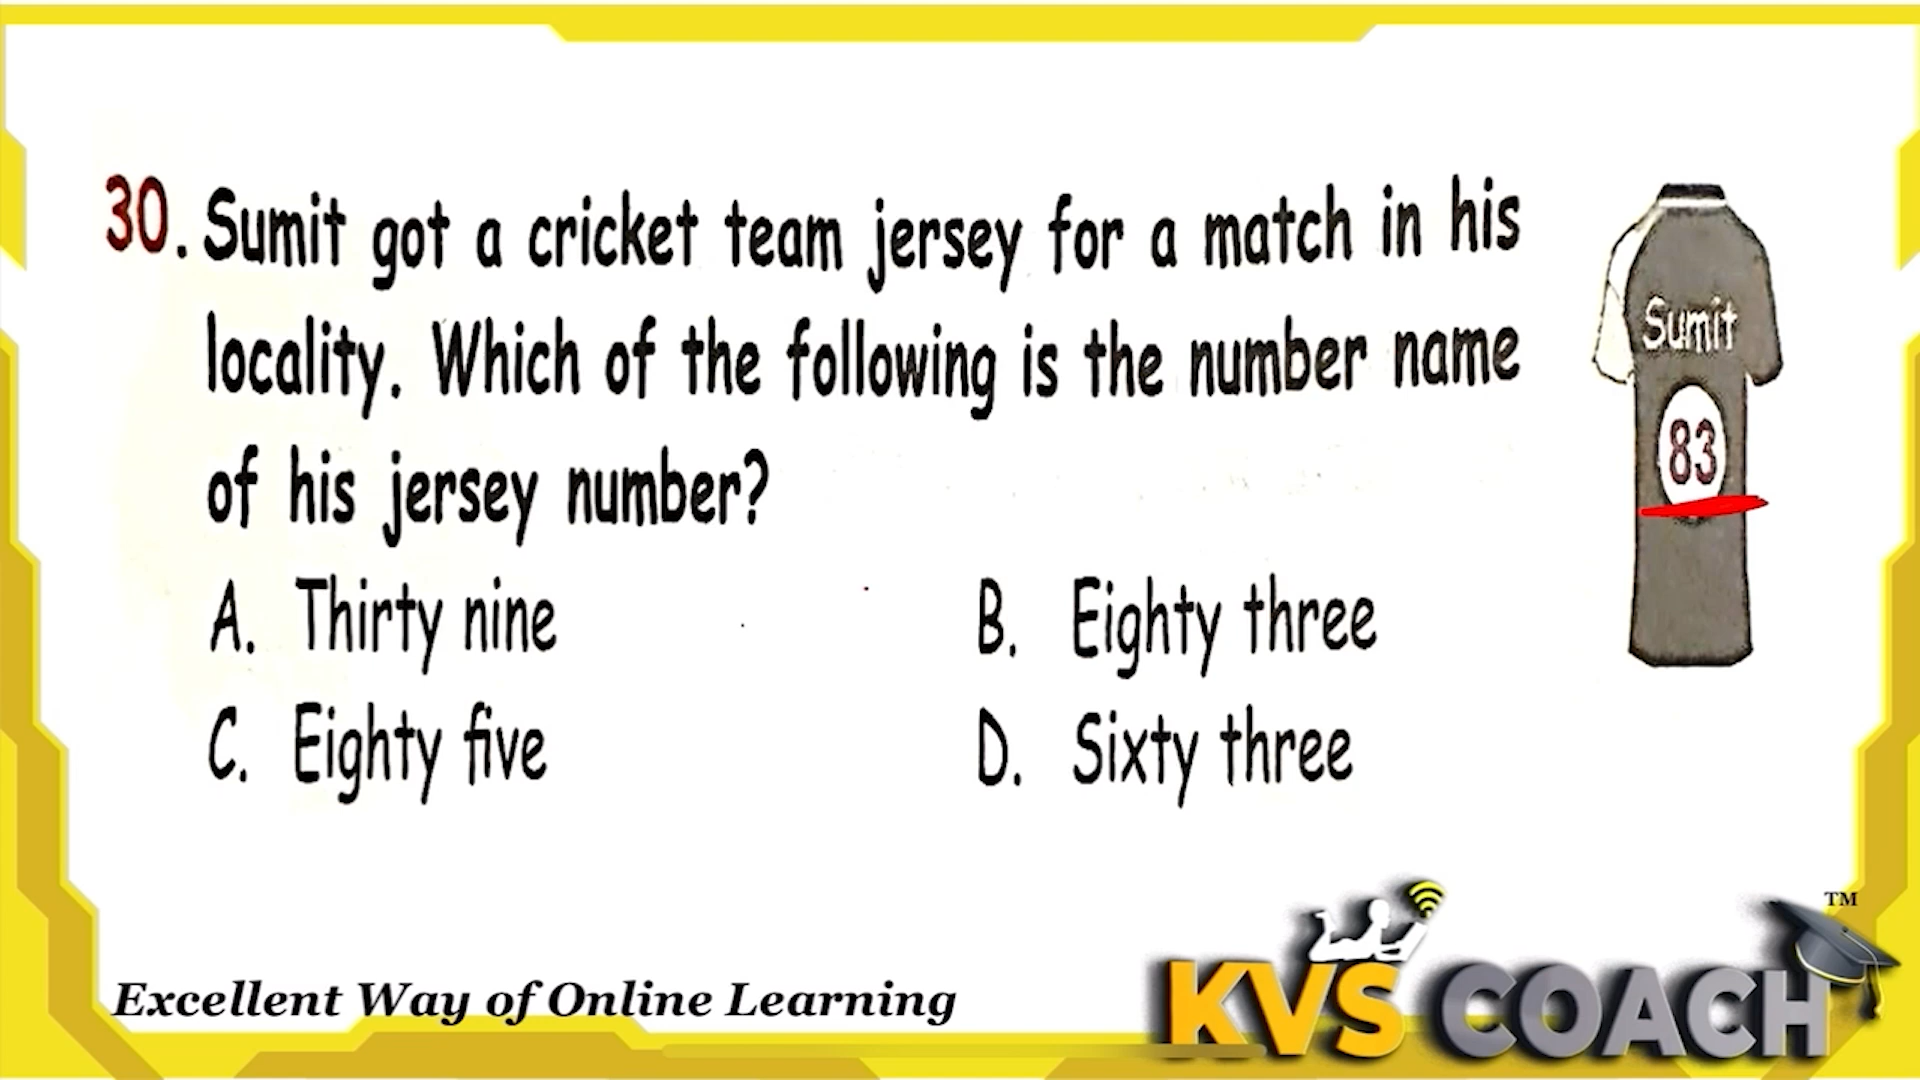 30. Sumit got a cricket team jersey for a match in his
locality. Which of the following is the number name
of his jersey number?
A. Thirty nine
B. Eighty three
C. Eighty five
D. Sixty three
Sumit
83
Excellent Way of Online Learning
KVS COACH
TM